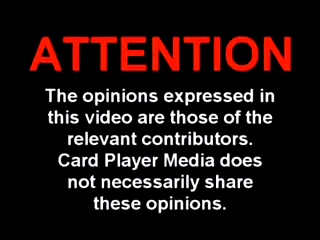 ATTENTION
The opinions expressed in
this video are those of the
relevant contributors.
Card Player Media does
not necessarily share
these opinions.